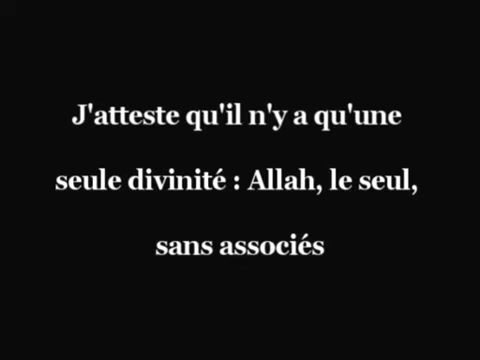 J'atteste qu'il n'y a qu'une
seule divinité : Allah, le seul,
sans associés